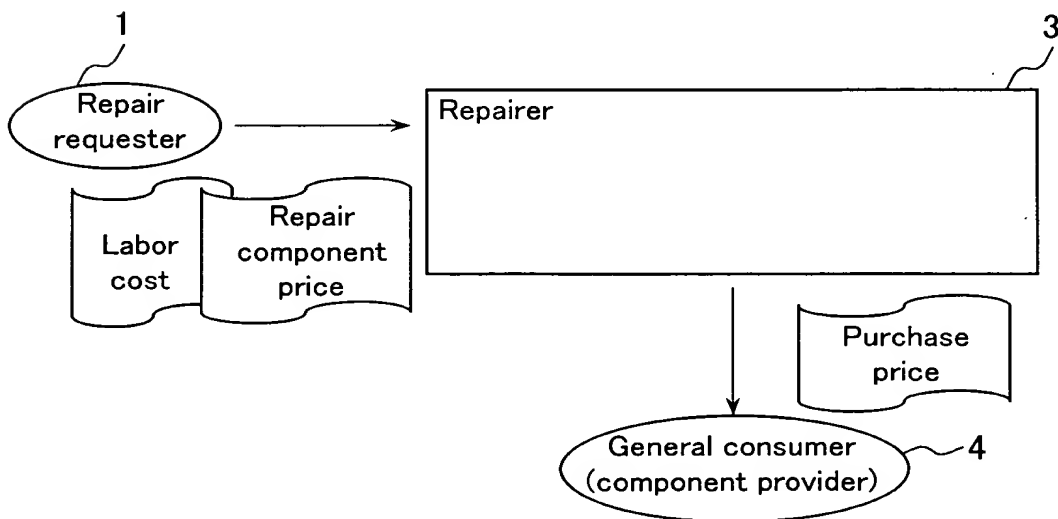 1
3
Repair
requester
Repairer
Labor
cost
Repair
component
price
Purchase
price
General consumer
(component provider)
4